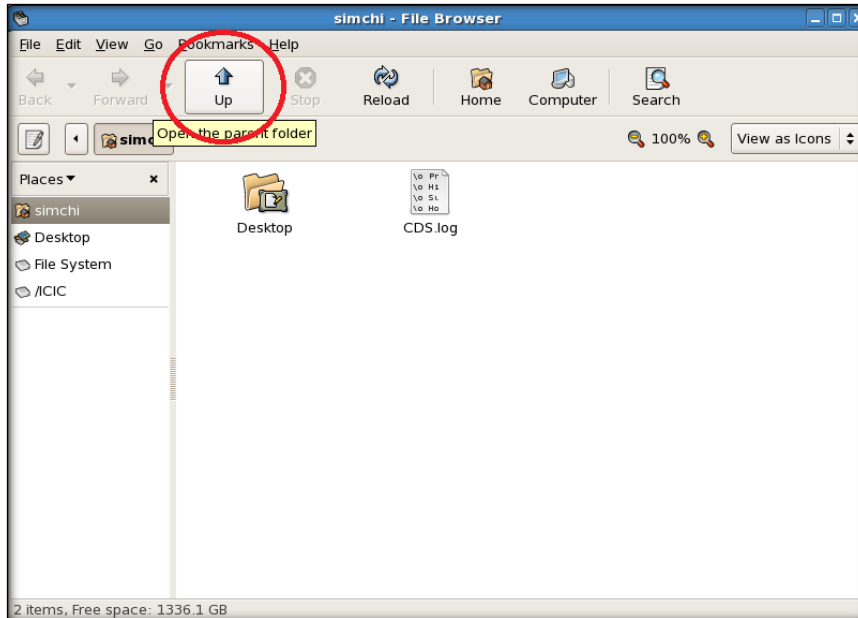 simchi - File Browser
File Edit View Go Bookmarks Help
Back Forward Up Stop Reload Home Computer Search
Open the parent folder
100% View as Icons
Places
simchi
Desktop
File System
/ICIC
Desktop CDS.log
2 items, Free space: 1336.1 GB